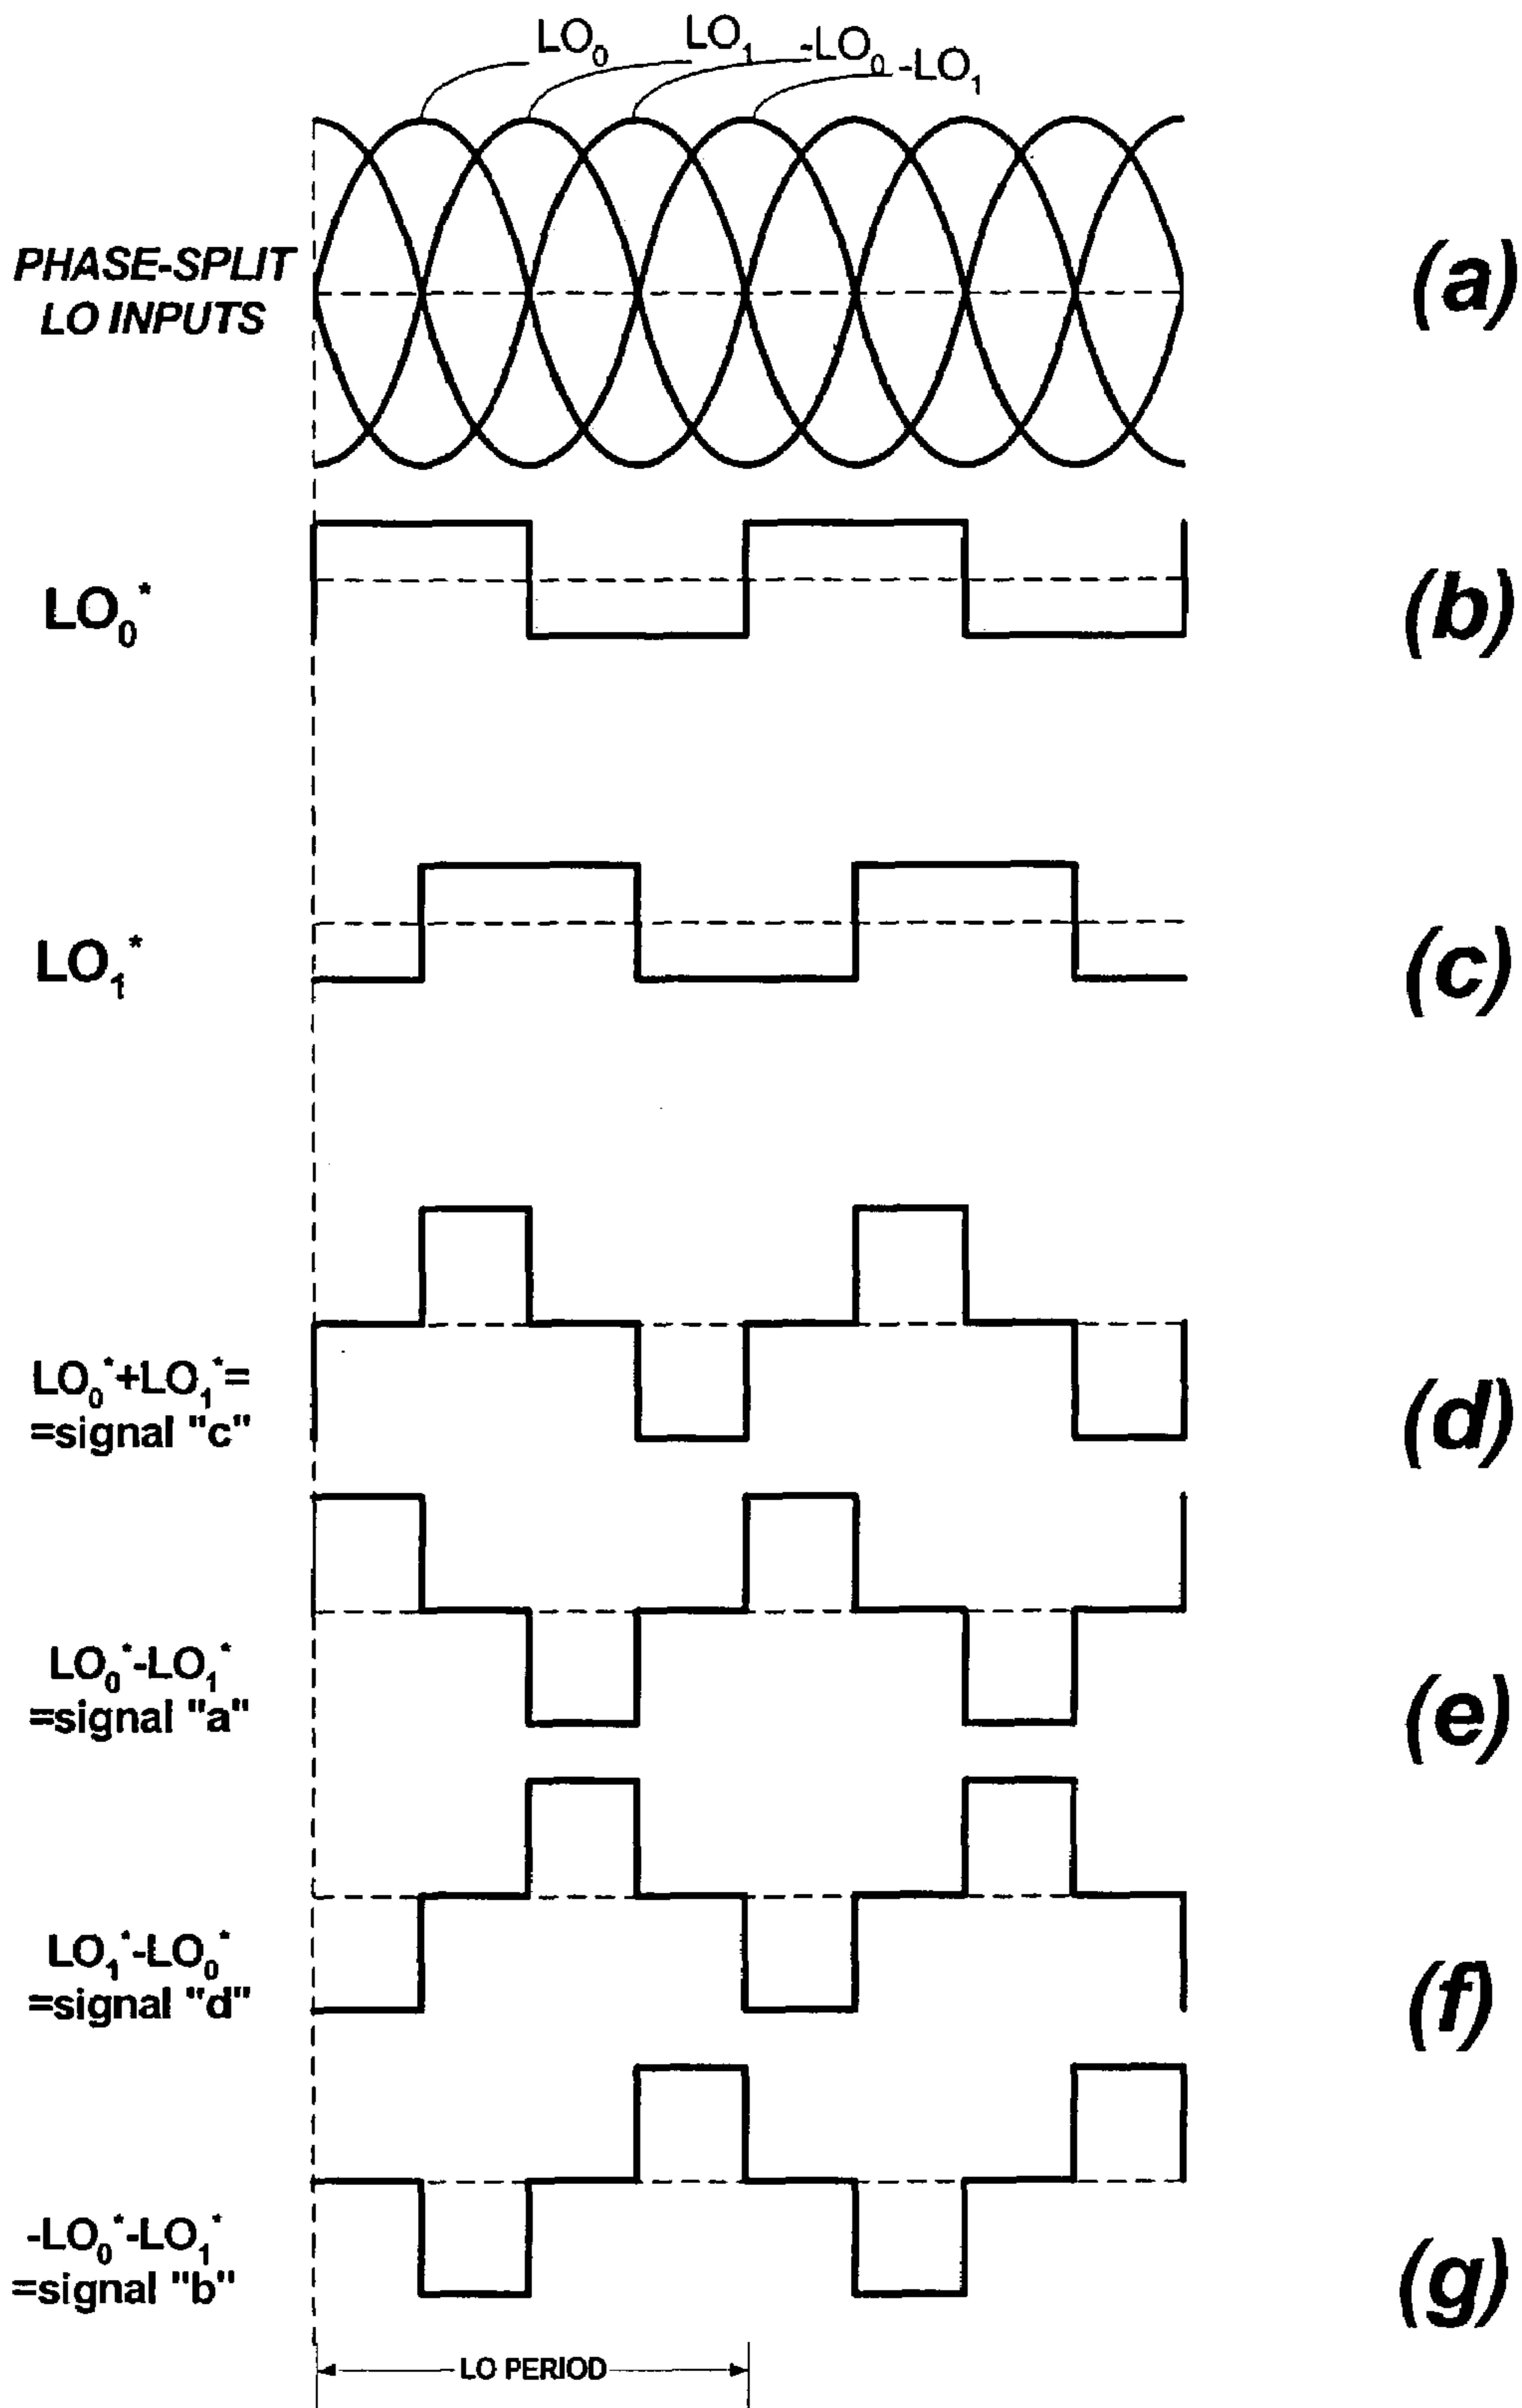 LO₀ LO₁ -LO₀ -LO₁
PHASE-SPLIT
LO INPUTS
(a)
LO₀*
(b)
LO₁*
(c)
LO₀*+LO₁*=
=signal "c"
(d)
LO₀*-LO₁*
=signal "a"
(e)
LO₁*-LO₀*
=signal "d"
(f)
-LO₀*-LO₁*
=signal "b"
(g)
LO PERIOD